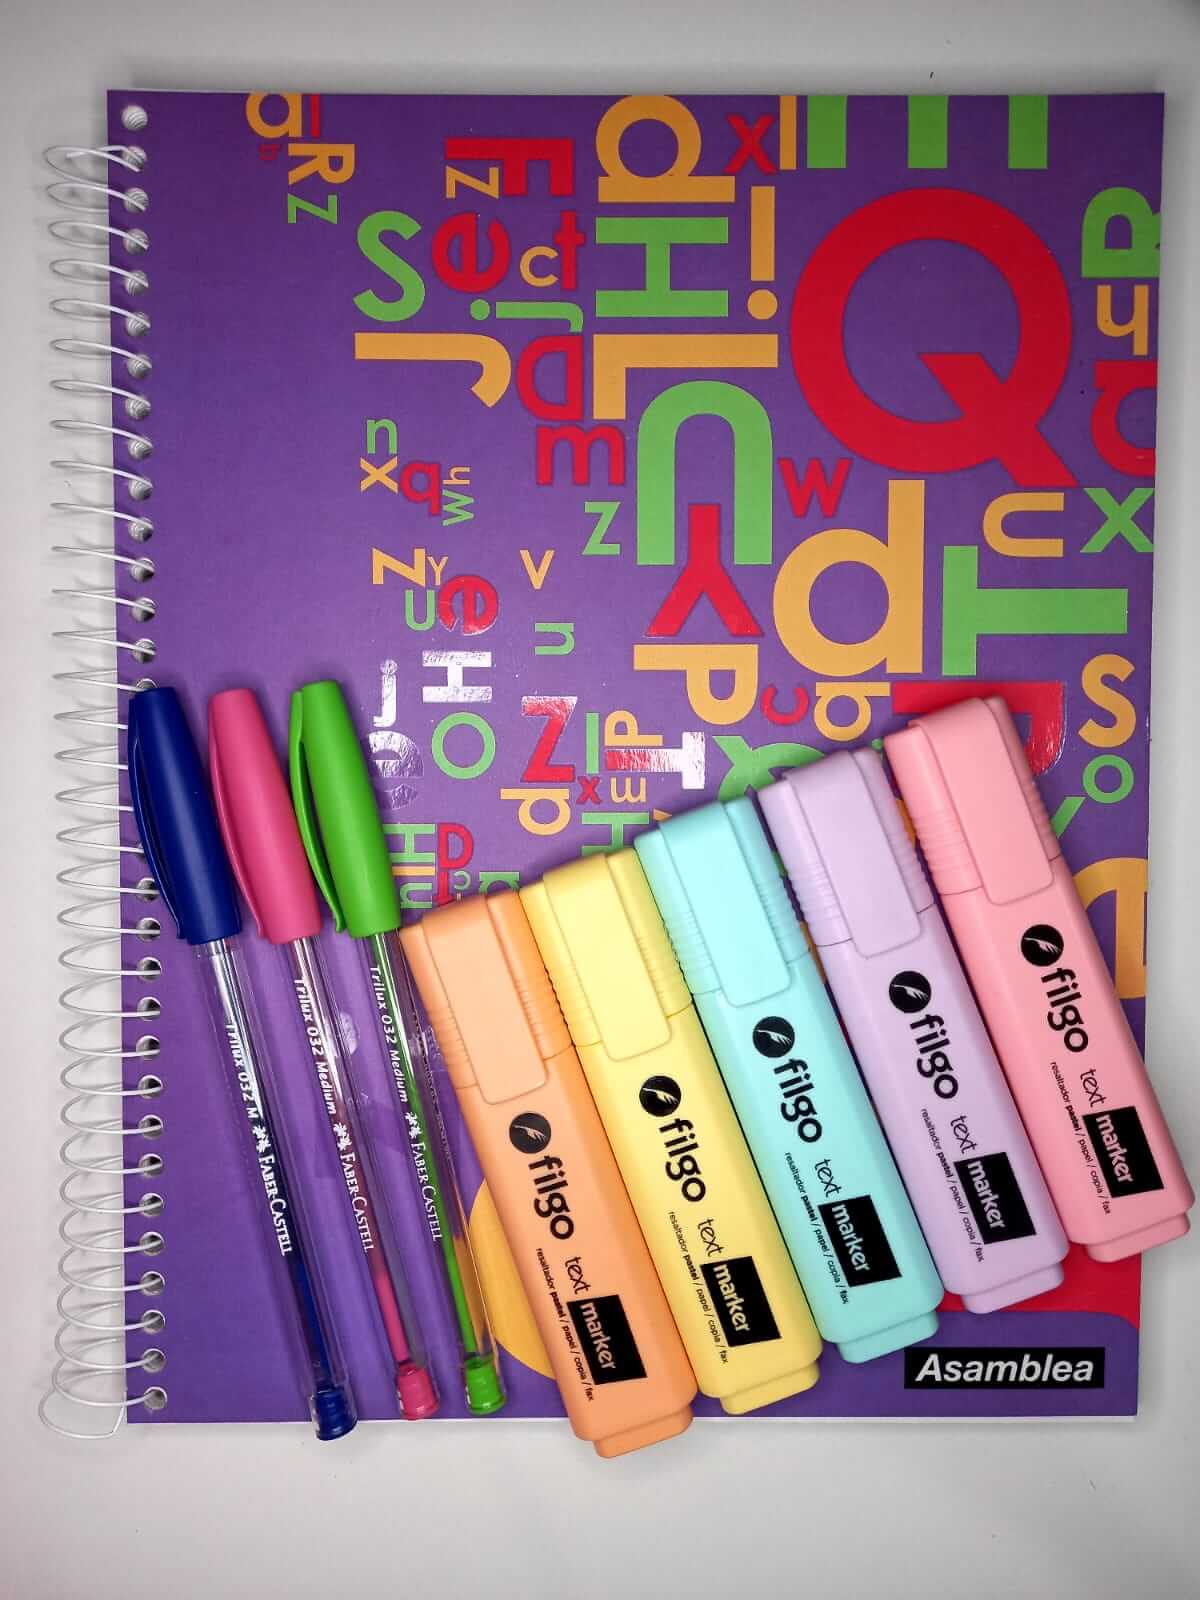 Trilux 032 M FABER-CASTELL
Trilux 032 Medium FABER-CASTELL
Trilux 032 Medium FABER-CASTELL
filgo
text marker
resaltador pastel / papel / copia / fax
filgo
text marker
resaltador pastel / papel / copia / fax
filgo
text marker
resaltador pastel / papel / copia / fax
filgo
text marker
resaltador pastel / papel / copia / fax
filgo
text marker
resaltador pastel / papel / copia / fax
Asamblea